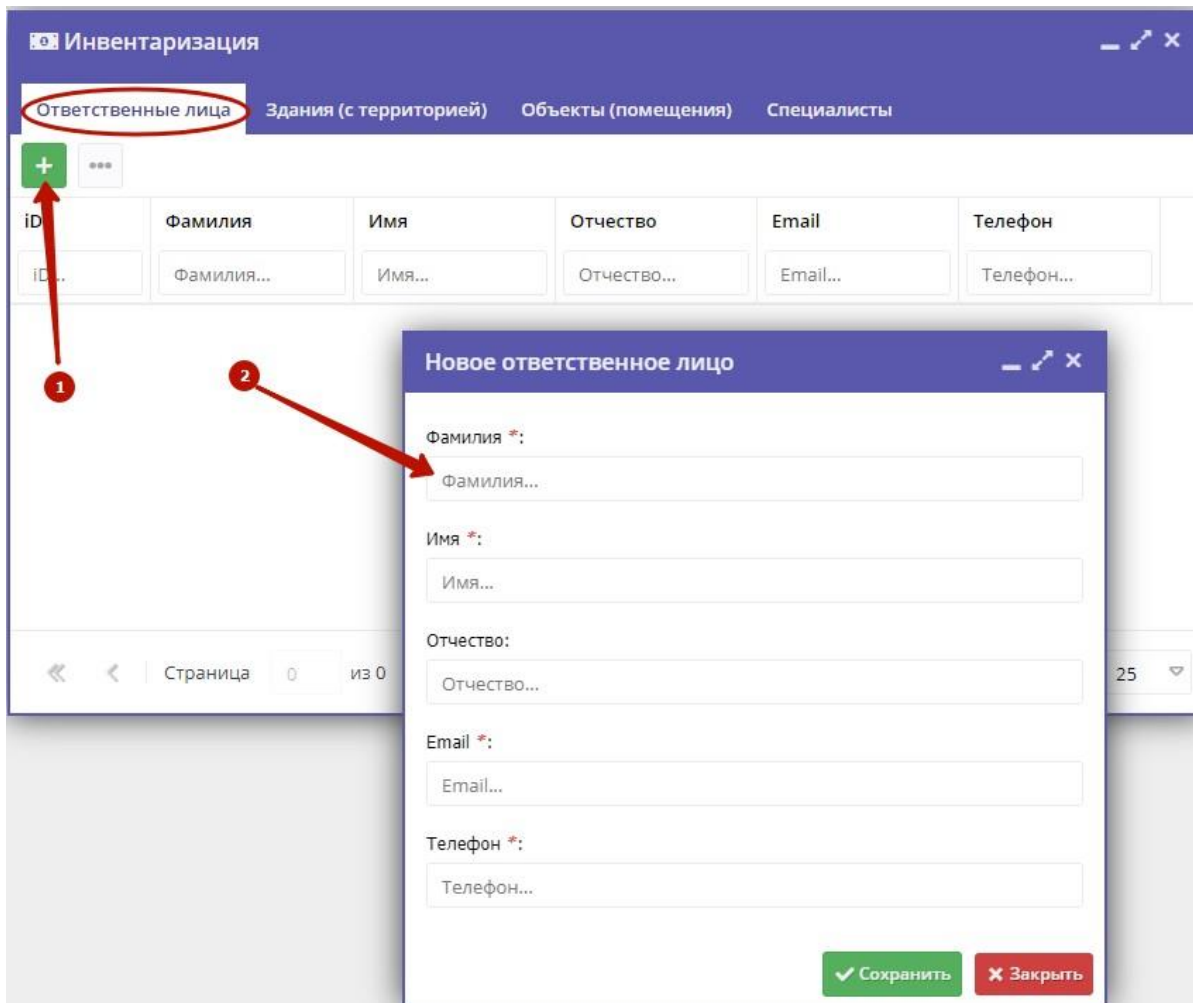 Инвентаризация
Ответственные лица Здания (с территорией) Объекты (помещения) Специалисты
iD Фамилия Имя Отчество Email Телефон
iD... Фамилия... Имя... Отчество... Email... Телефон...
1
2
Страница 0 из 0
25
Новое ответственное лицо
Фамилия *:
Фамилия...
Имя *:
Имя...
Отчество:
Отчество...
Email *:
Email...
Телефон *:
Телефон...
Сохранить Закрыть